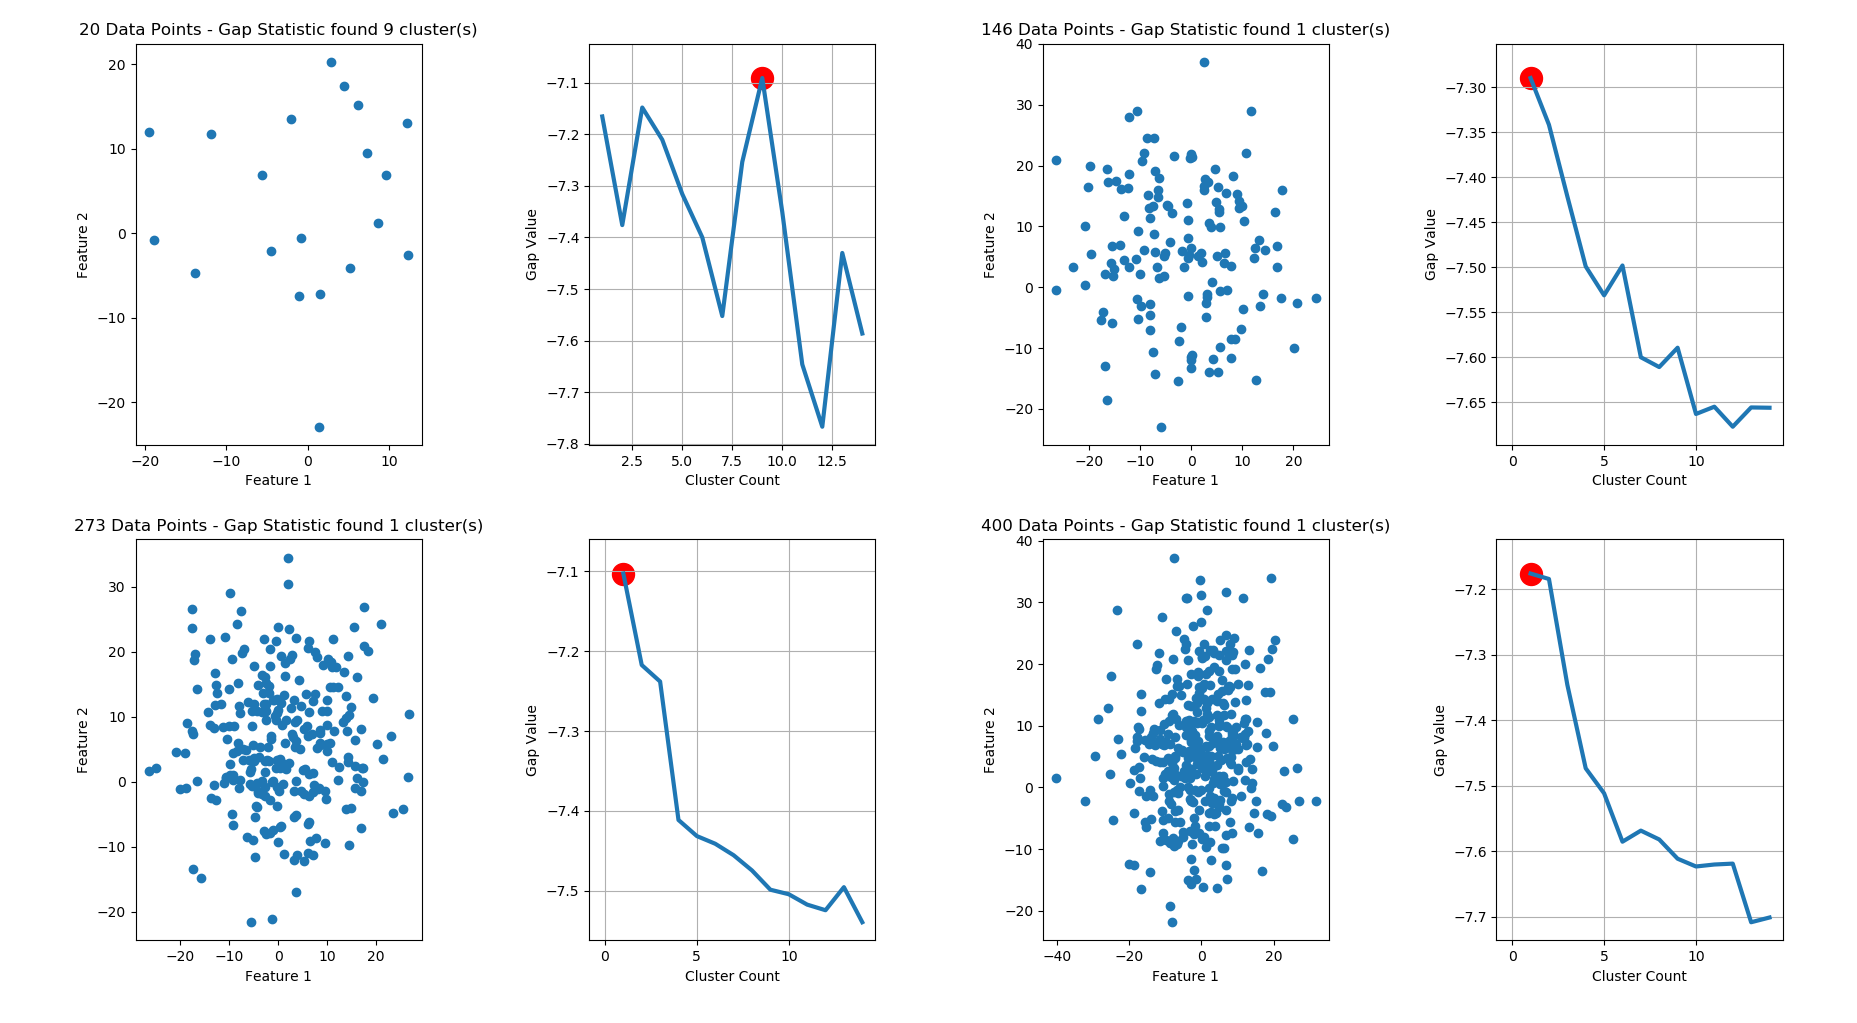 20 Data Points - Gap Statistic found 9 cluster(s)
20
10
0
−10
−20
Feature 2
−20 −10 0 10
Feature 1
−7.1
−7.2
−7.3
−7.4
−7.5
−7.6
−7.7
−7.8
Gap Value
2.5 5.0 7.5 10.0 12.5
Cluster Count
146 Data Points - Gap Statistic found 1 cluster(s)
40
30
20
10
0
−10
−20
Feature 2
−20 −10 0 10 20
Feature 1
−7.30
−7.35
−7.40
−7.45
−7.50
−7.55
−7.60
−7.65
Gap Value
0 5 10
Cluster Count
273 Data Points - Gap Statistic found 1 cluster(s)
30
20
10
0
−10
−20
Feature 2
−20 −10 0 10 20
Feature 1
−7.1
−7.2
−7.3
−7.4
−7.5
Gap Value
0 5 10
Cluster Count
400 Data Points - Gap Statistic found 1 cluster(s)
40
30
20
10
0
−10
−20
Feature 2
−40 −20 0 20
Feature 1
−7.2
−7.3
−7.4
−7.5
−7.6
−7.7
Gap Value
0 5 10
Cluster Count